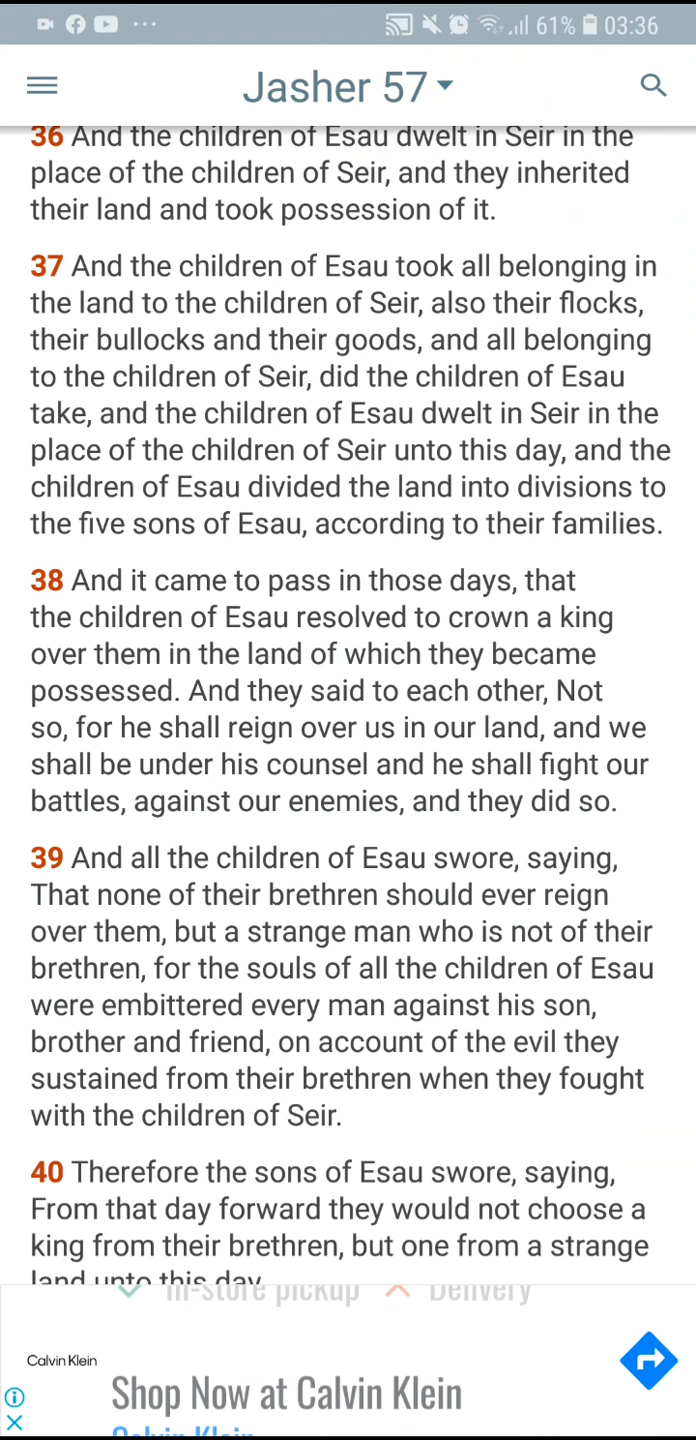 61% 03:36
Jasher 57
36 And the children of Esau dwelt in Seir in the
place of the children of Seir, and they inherited
their land and took possession of it.
37 And the children of Esau took all belonging in
the land to the children of Seir, also their flocks,
their bullocks and their goods, and all belonging
to the children of Seir, did the children of Esau
take, and the children of Esau dwelt in Seir in the
place of the children of Seir unto this day, and the
children of Esau divided the land into divisions to
the five sons of Esau, according to their families.
38 And it came to pass in those days, that
the children of Esau resolved to crown a king
over them in the land of which they became
possessed. And they said to each other, Not
so, for he shall reign over us in our land, and we
shall be under his counsel and he shall fight our
battles, against our enemies, and they did so.
39 And all the children of Esau swore, saying,
That none of their brethren should ever reign
over them, but a strange man who is not of their
brethren, for the souls of all the children of Esau
were embittered every man against his son,
brother and friend, on account of the evil they
sustained from their brethren when they fought
with the children of Seir.
40 Therefore the sons of Esau swore, saying,
From that day forward they would not choose a
king from their brethren, but one from a strange
land unto this day
In-store pickup Delivery
Calvin Klein
Shop Now at Calvin Klein
Calvin Klein